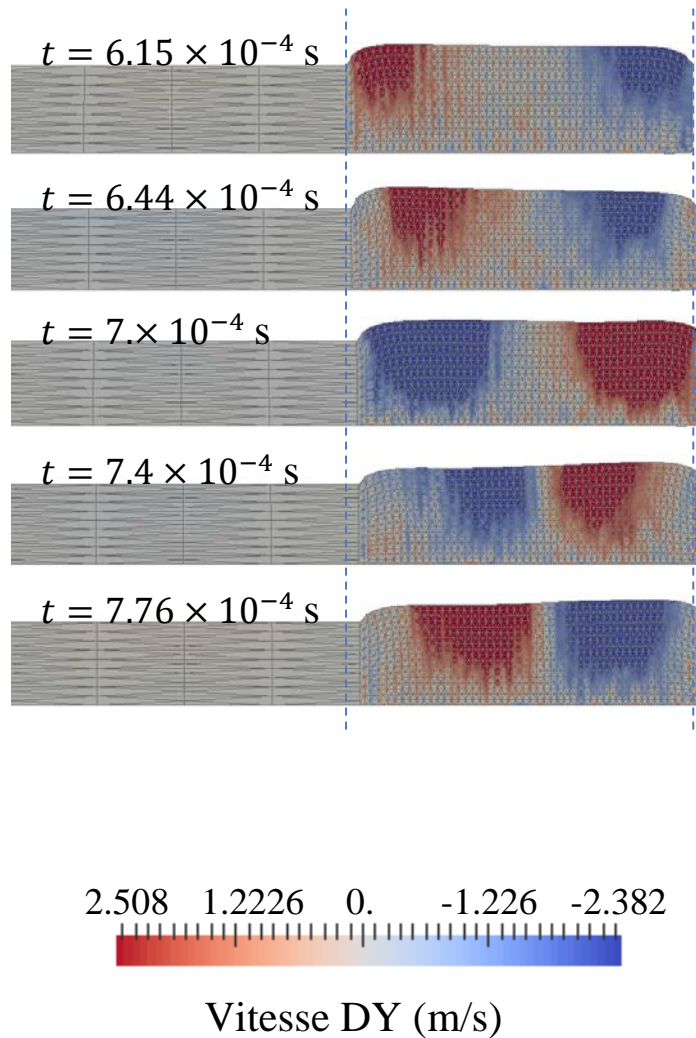 t = 6.15 × 10⁻⁴ s
t = 6.44 × 10⁻⁴ s
t = 7.× 10⁻⁴ s
t = 7.4 × 10⁻⁴ s
t = 7.76 × 10⁻⁴ s
2.508 1.2226 0. -1.226 -2.382
Vitesse DY (m/s)